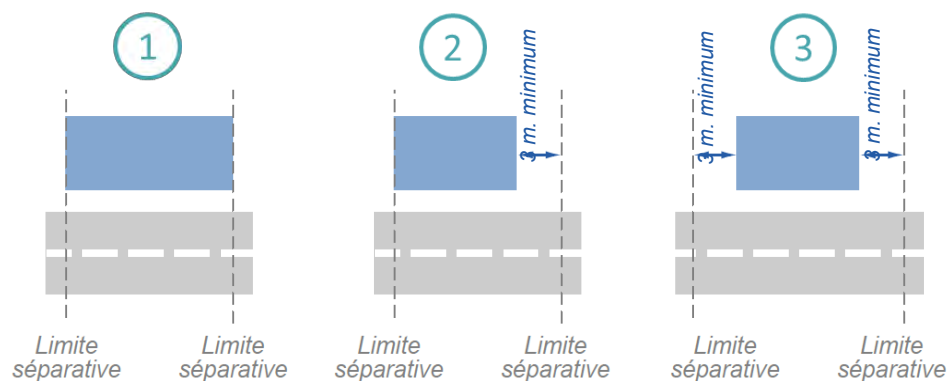 1
2
3
3 m. minimum
3 m. minimum
3 m. minimum
Limite
séparative
Limite
séparative
Limite
séparative
Limite
séparative
Limite
séparative
Limite
séparative